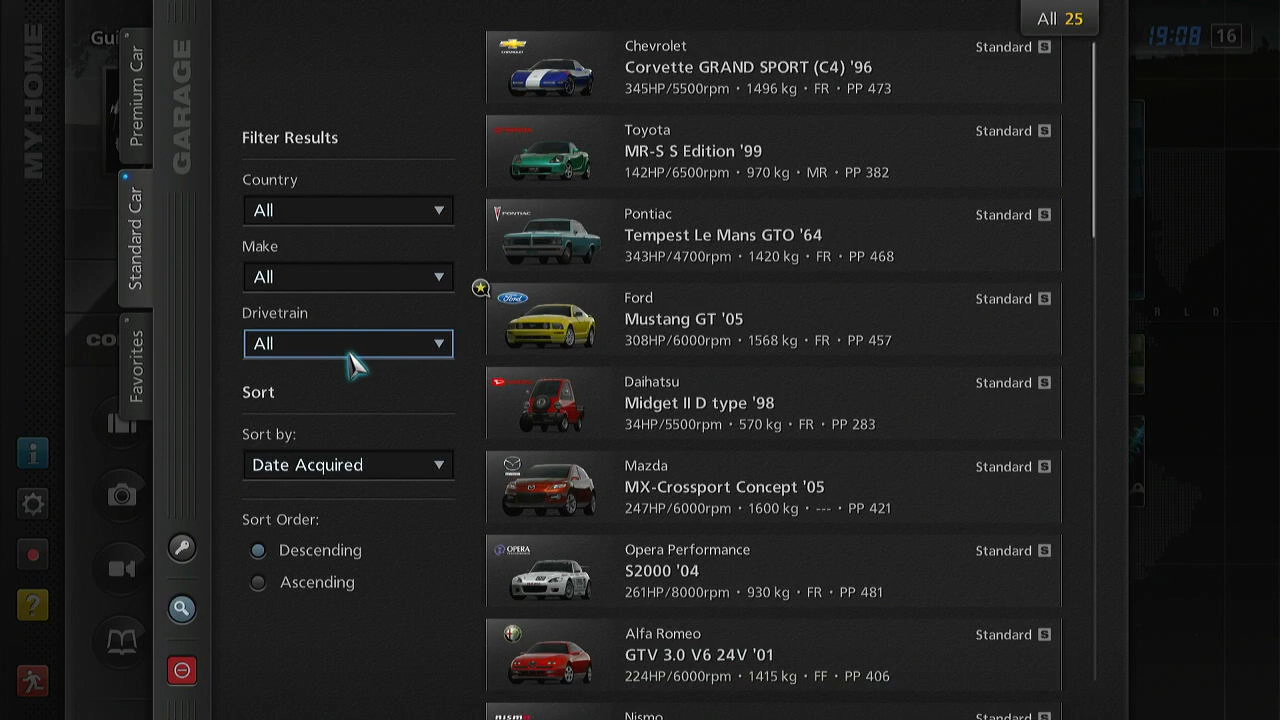 MY HOME
Gui
Premium Car
Standard Car
Favorites
GARAGE
All 25
19:08 16
Filter Results
Country
All
Make
All
Drivetrain
All
Sort
Sort by:
Date Acquired
Sort Order:
Descending
Ascending
Chevrolet
Standard S
Corvette GRAND SPORT (C4) '96
345HP/5500rpm・1496 kg・FR・PP 473
Toyota
Standard S
MR-S S Edition '99
142HP/6500rpm・970 kg・MR・PP 382
PONTIAC
Pontiac
Standard S
Tempest Le Mans GTO '64
343HP/4700rpm・1420 kg・FR・PP 468
Ford
Ford
Standard S
Mustang GT '05
308HP/6000rpm・1568 kg・FR・PP 457
Daihatsu
Standard S
Midget II D type '98
34HP/5500rpm・570 kg・FR・PP 283
Mazda
Standard S
MX-Crossport Concept '05
247HP/6000rpm・1600 kg・---・PP 421
OPERA
Opera Performance
Standard S
S2000 '04
261HP/8000rpm・930 kg・FR・PP 481
Alfa Romeo
Standard S
GTV 3.0 V6 24V '01
224HP/6000rpm・1415 kg・FF・PP 406
nismo
Nismo
Standard S
CO
R L D